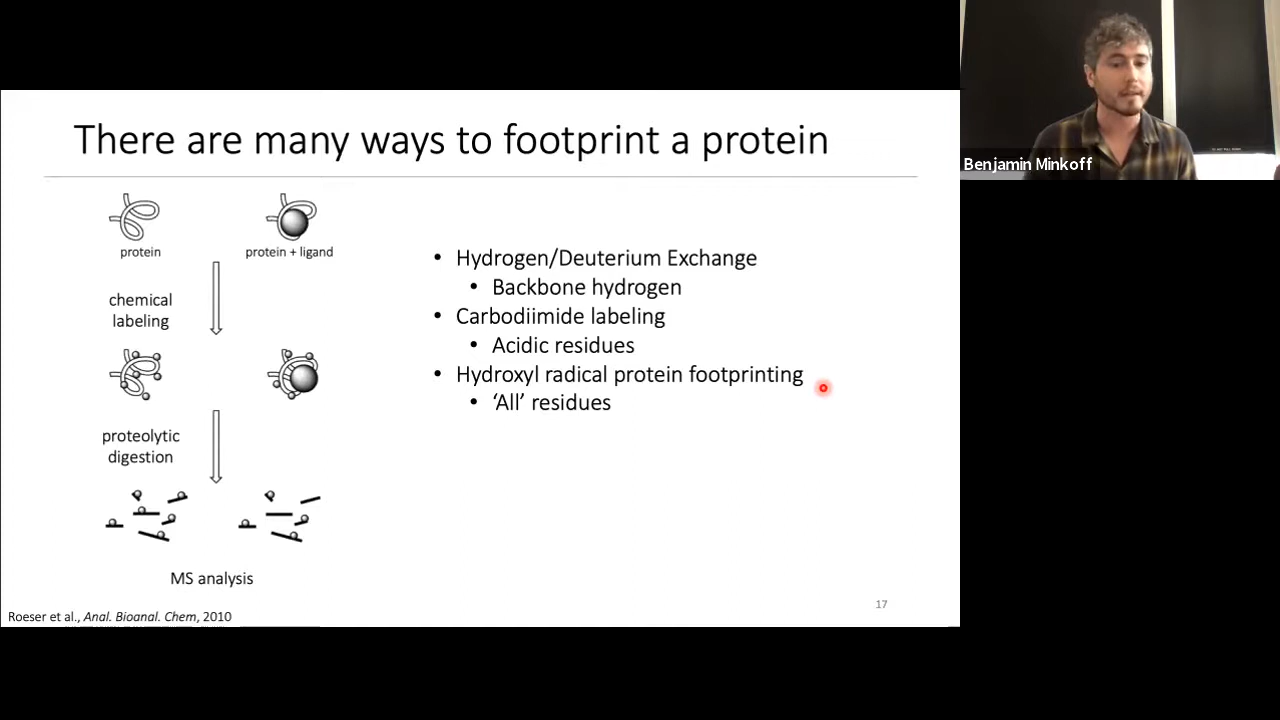 There are many ways to footprint a protein
protein
protein + ligand
chemical
labeling
proteolytic
digestion
MS analysis
• Hydrogen/Deuterium Exchange
• Backbone hydrogen
• Carbodiimide labeling
• Acidic residues
• Hydroxyl radical protein footprinting
• ‘All’ residues
Roeser et al., Anal. Bioanal. Chem, 2010
17
Benjamin Minkoff